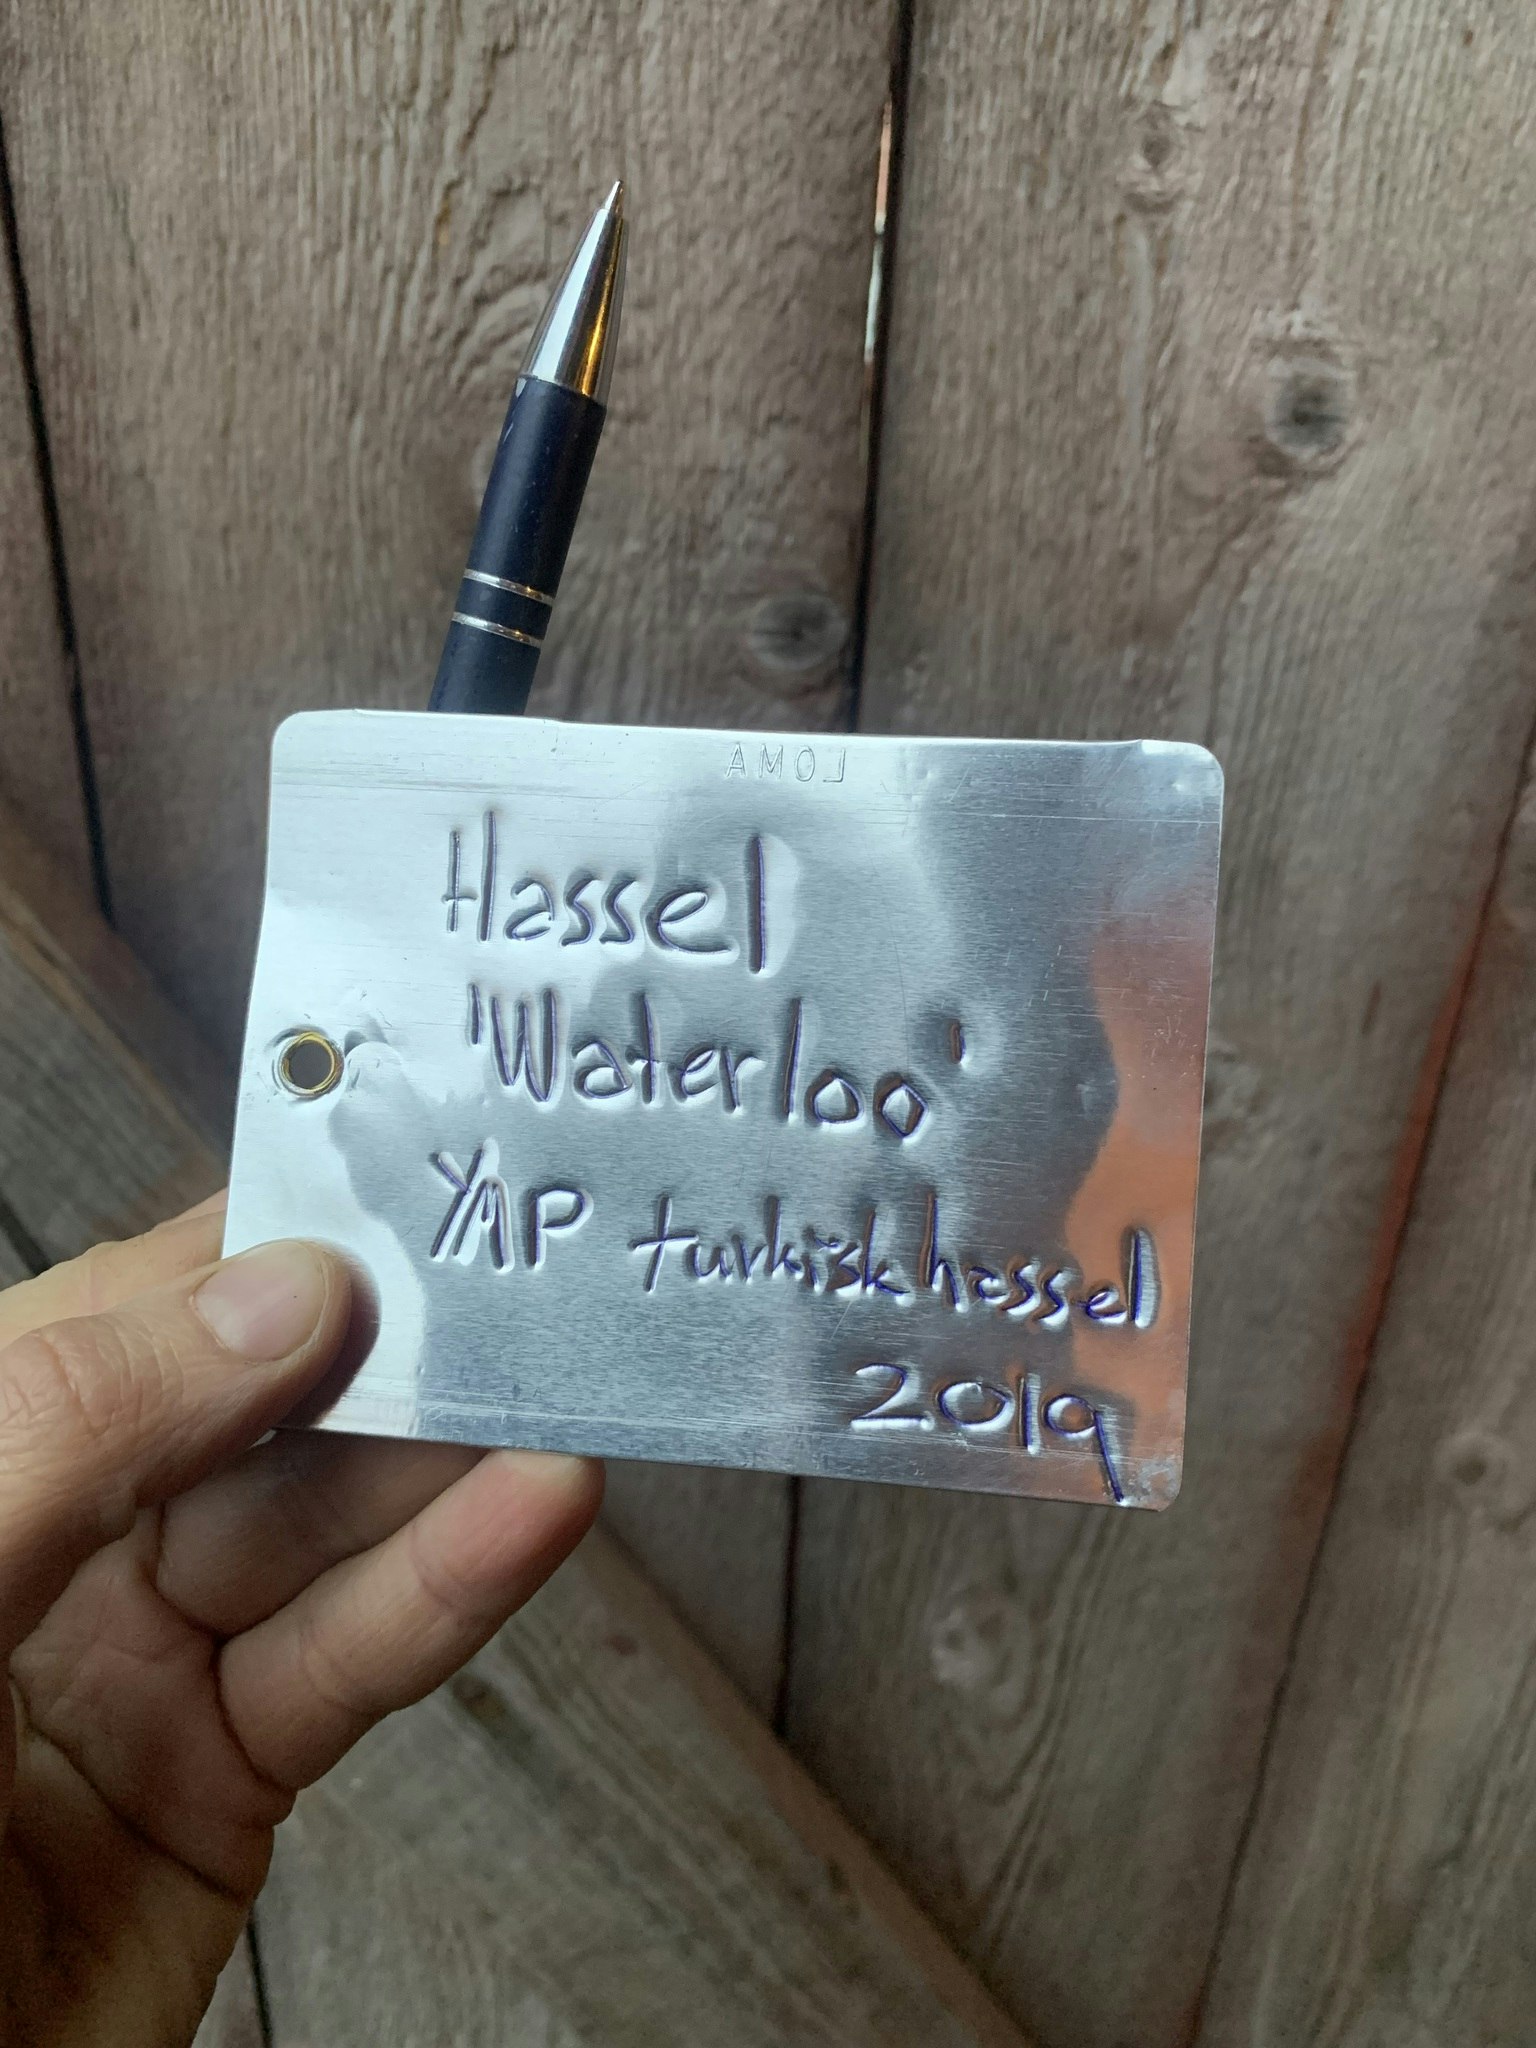 LOMA
Hassel
'Waterloo'
YMP turkisk hassel
2019